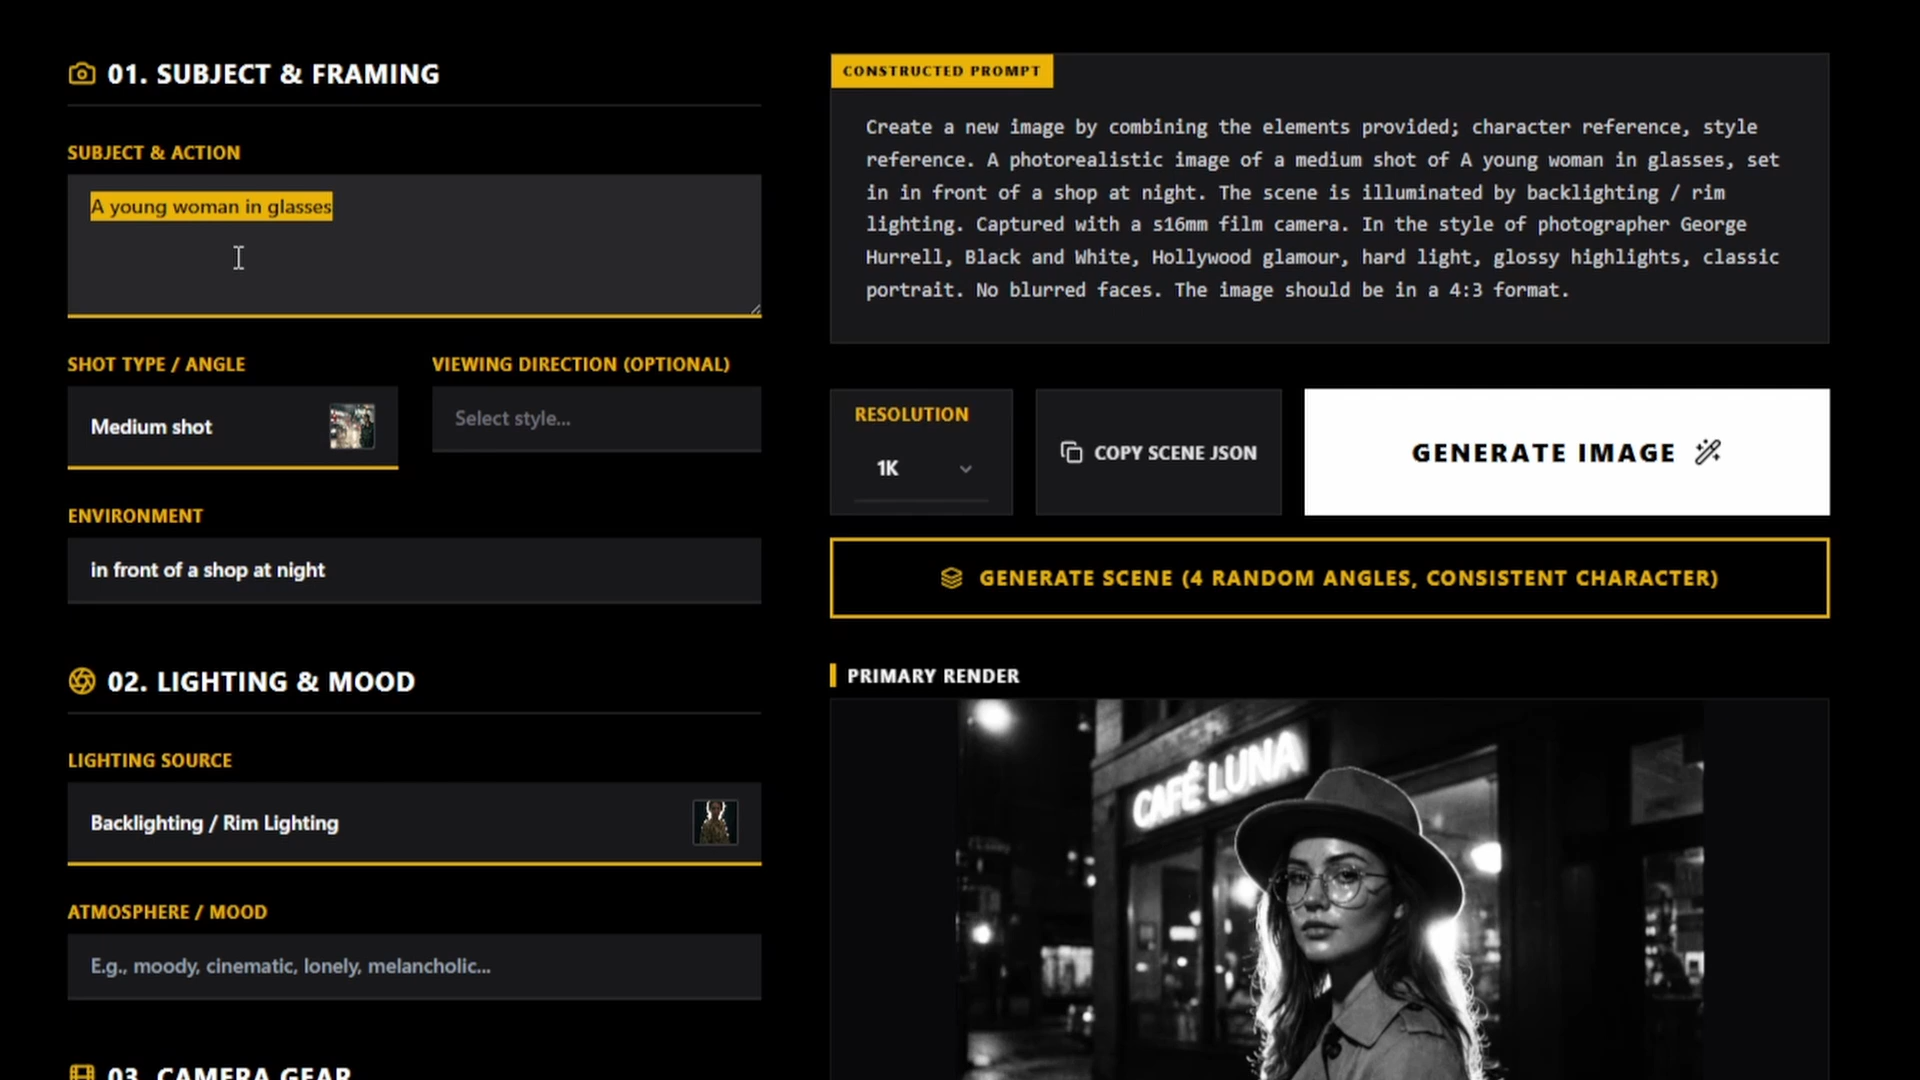 01. SUBJECT & FRAMING
SUBJECT & ACTION
A young woman in glasses
SHOT TYPE / ANGLE
Medium shot
VIEWING DIRECTION (OPTIONAL)
Select style...
ENVIRONMENT
in front of a shop at night
02. LIGHTING & MOOD
LIGHTING SOURCE
Backlighting / Rim Lighting
ATMOSPHERE / MOOD
E.g., moody, cinematic, lonely, melancholic...
03. CAMERA GEAR
CONSTRUCTED PROMPT
Create a new image by combining the elements provided; character reference, style
reference. A photorealistic image of a medium shot of A young woman in glasses, set
in in front of a shop at night. The scene is illuminated by backlighting / rim
lighting. Captured with a s16mm film camera. In the style of photographer George
Hurrell, Black and White, Hollywood glamour, hard light, glossy highlights, classic
portrait. No blurred faces. The image should be in a 4:3 format.
RESOLUTION
1K
COPY SCENE JSON
GENERATE IMAGE
GENERATE SCENE (4 RANDOM ANGLES, CONSISTENT CHARACTER)
PRIMARY RENDER
CAFÉ LUNA